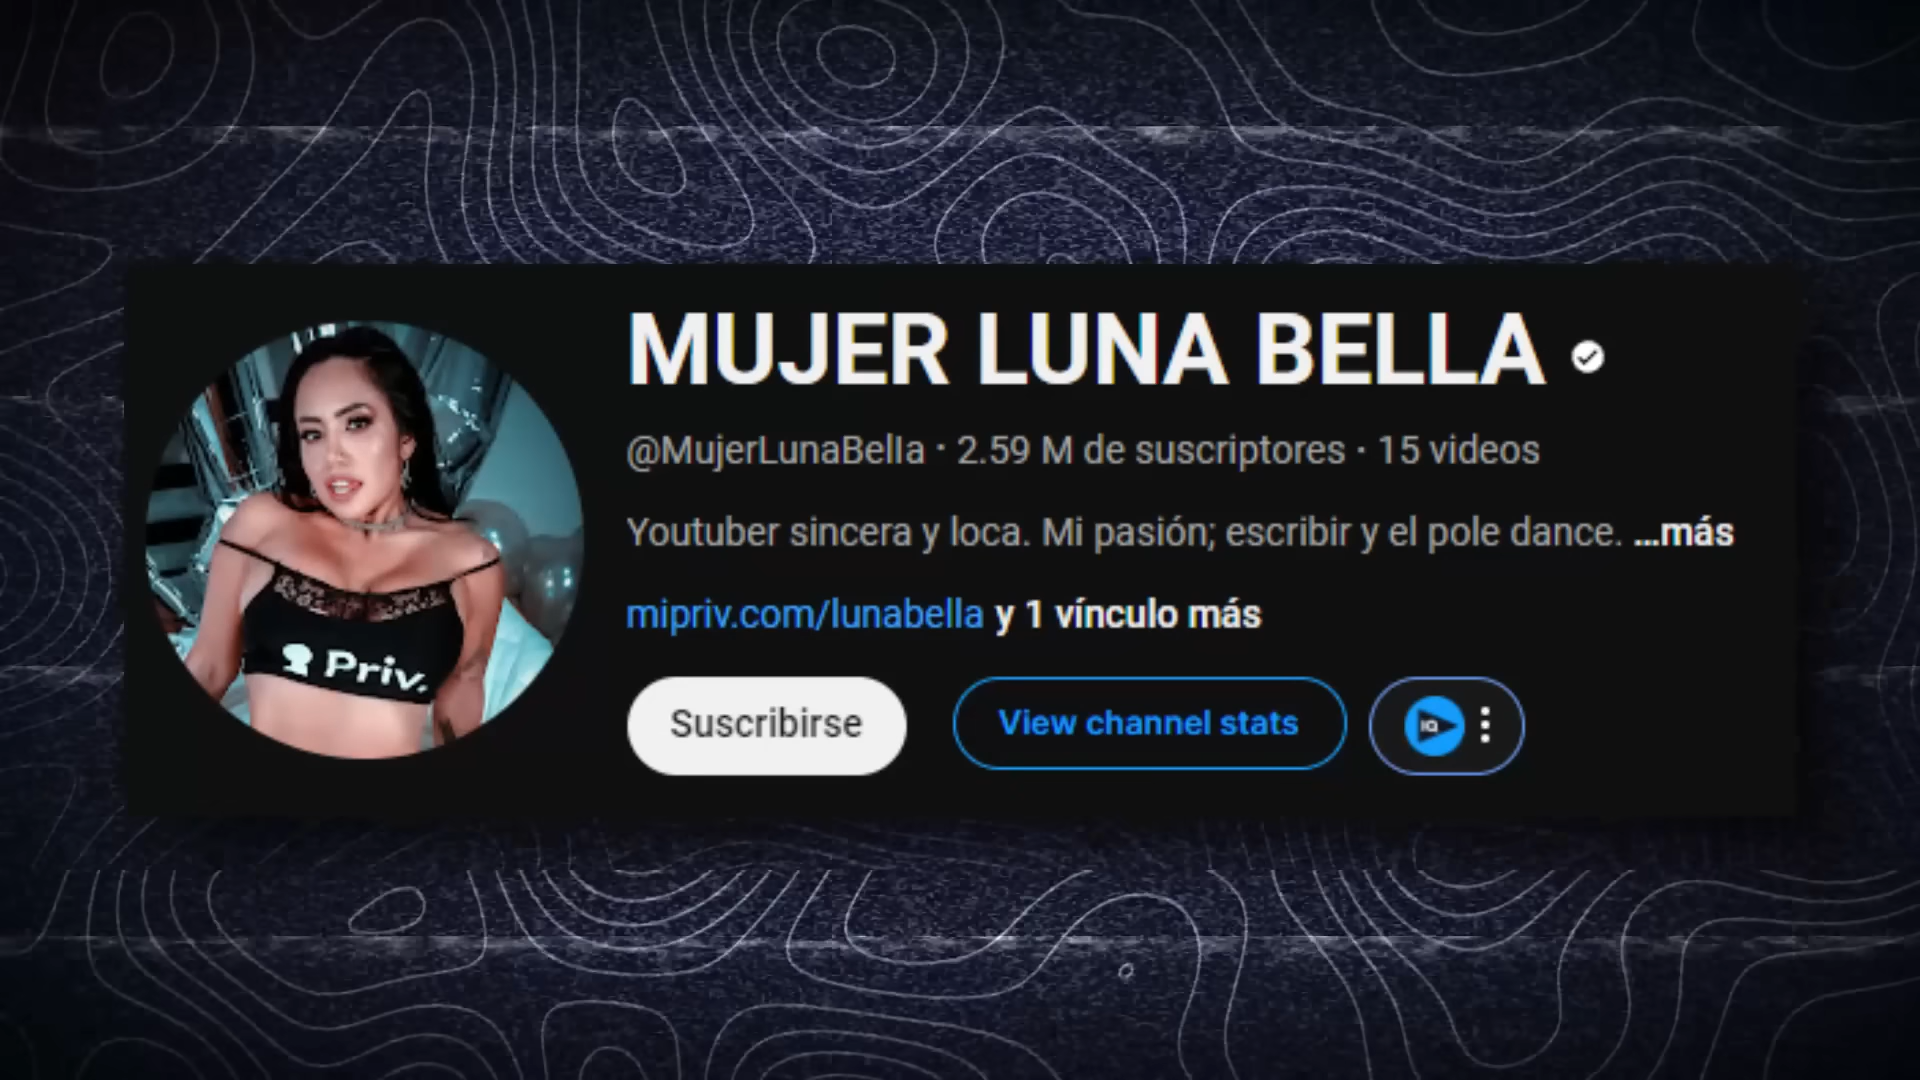 MUJER LUNA BELLA
@MujerLunaBella · 2.59 M de suscriptores · 15 videos
Youtuber sincera y loca. Mi pasión; escribir y el pole dance. ...más
mipriv.com/lunabella y 1 vínculo más
Priv.
Suscribirse
View channel stats
IQ